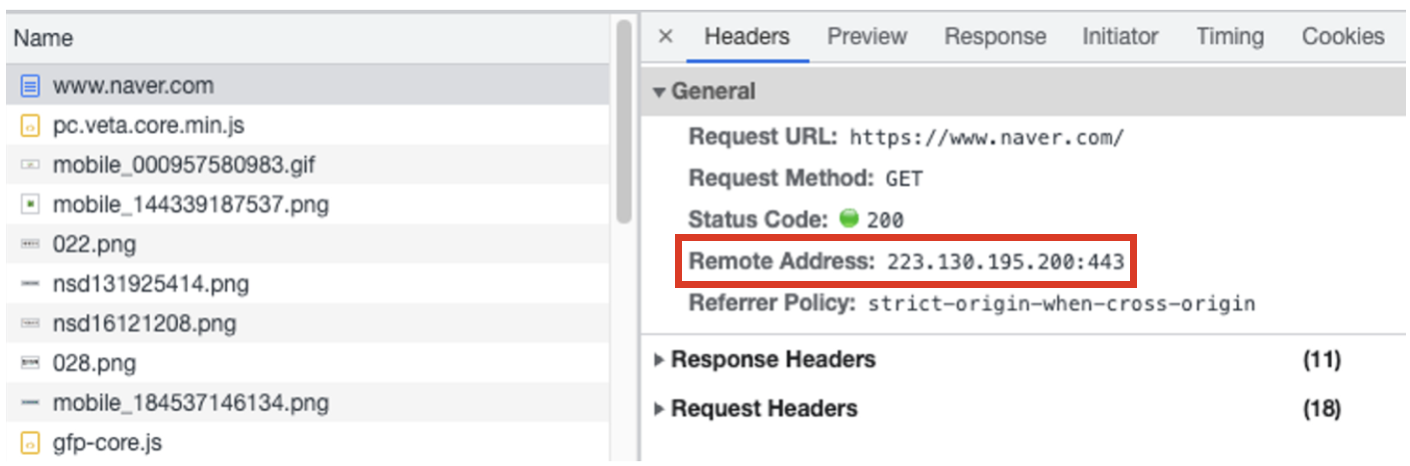 Name
www.naver.com
pc.veta.core.min.js
mobile_000957580983.gif
mobile_144339187537.png
022.png
nsd131925414.png
nsd16121208.png
028.png
mobile_184537146134.png
gfp-core.js
× Headers Preview Response Initiator Timing Cookies
▼ General
Request URL: https://www.naver.com/
Request Method: GET
Status Code: 200
Remote Address: 223.130.195.200:443
Referrer Policy: strict-origin-when-cross-origin
▶ Response Headers (11)
▶ Request Headers (18)